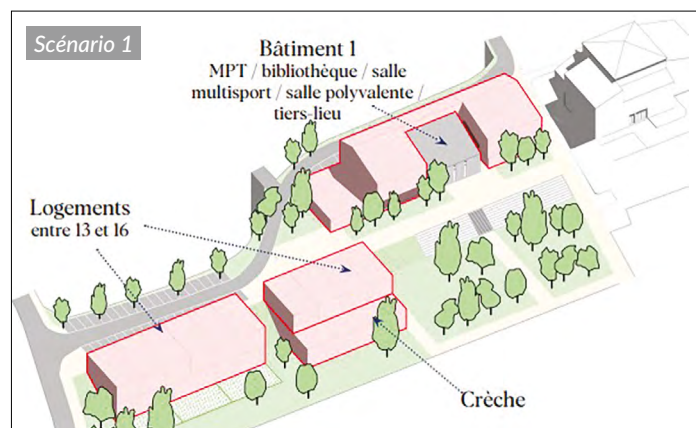 Scénario 1
Bâtiment 1
MPT / bibliothèque / salle
multisport / salle polyvalente /
tiers-lieu
Logements
entre 13 et 16
Crèche